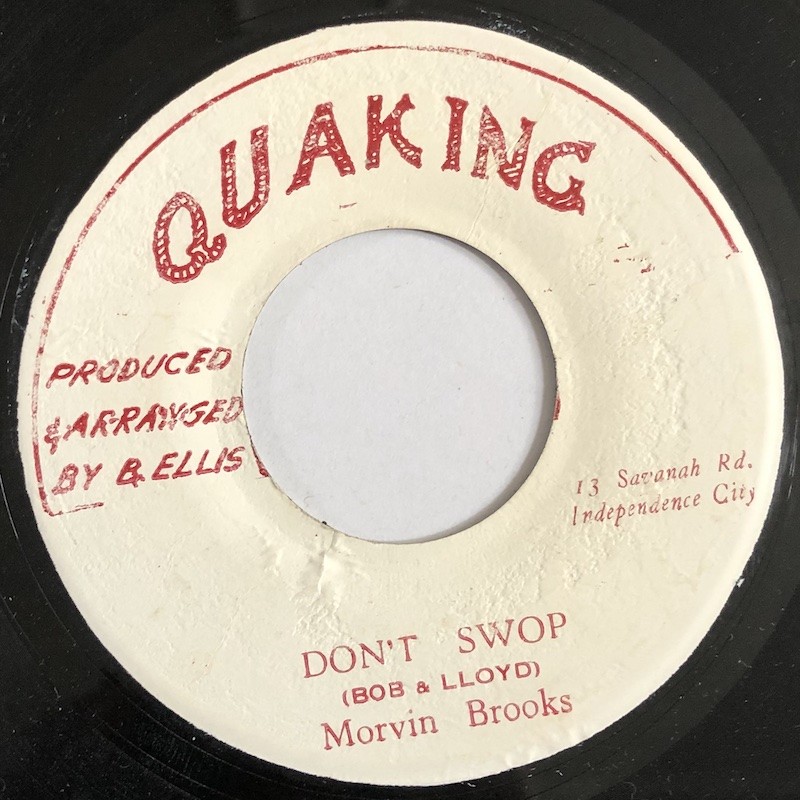 QUAKING
PRODUCED
& ARRANGED
BY B. ELLIS
13 Savanah Rd.
Independence City
DON'T SWOP
(BOB & LLOYD)
Morvin Brooks